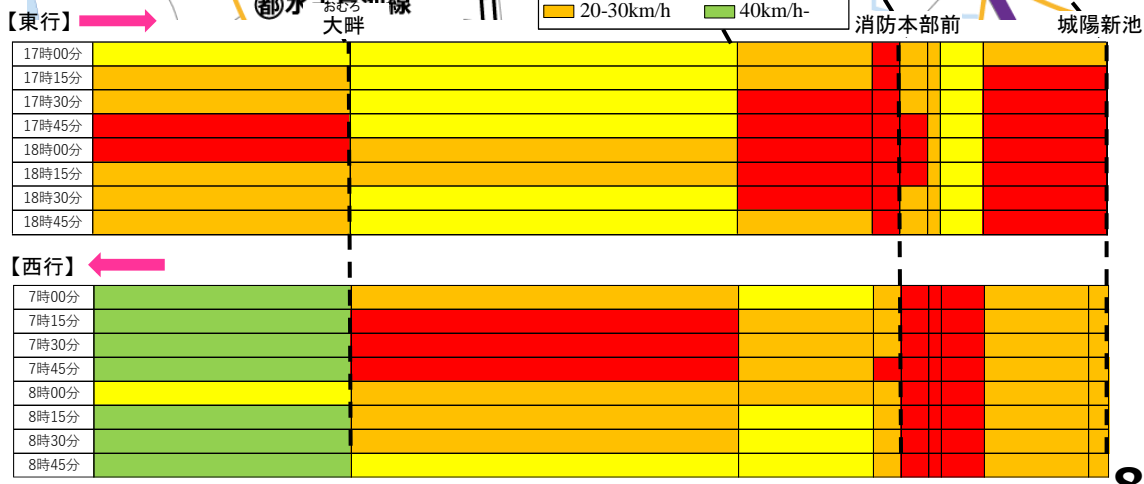 都水 線
20-30km/h 40km/h-
【東行】
おむろ
大畔 消防本部前 城陽新池
17時00分
17時15分
17時30分
17時45分
18時00分
18時15分
18時30分
18時45分
【西行】
7時00分
7時15分
7時30分
7時45分
8時00分
8時15分
8時30分
8時45分
8